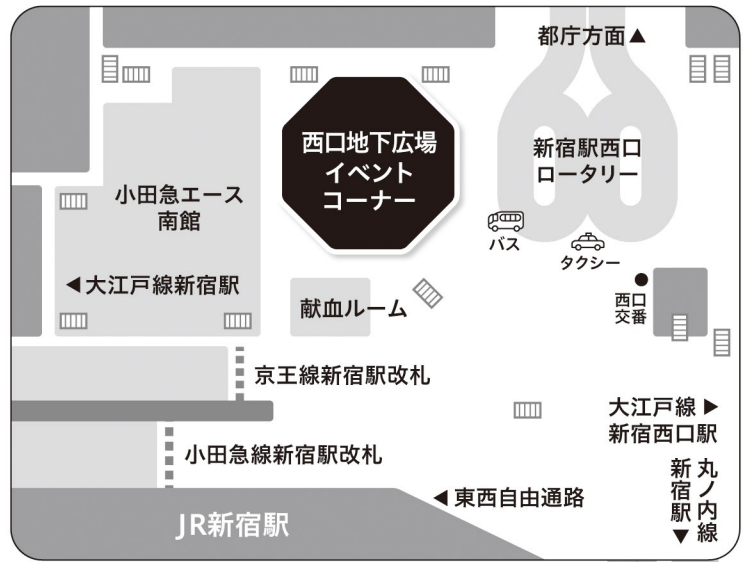 都庁方面▲
西口地下広場
イベント
コーナー
新宿駅西口
ロータリー
小田急エース
南館
バス
タクシー
◀大江戸線新宿駅
献血ルーム
西口
交番
京王線新宿駅改札
大江戸線▶
新宿西口駅
小田急線新宿駅改札
丸ノ内線
新宿駅▼
◀東西自由通路
JR新宿駅